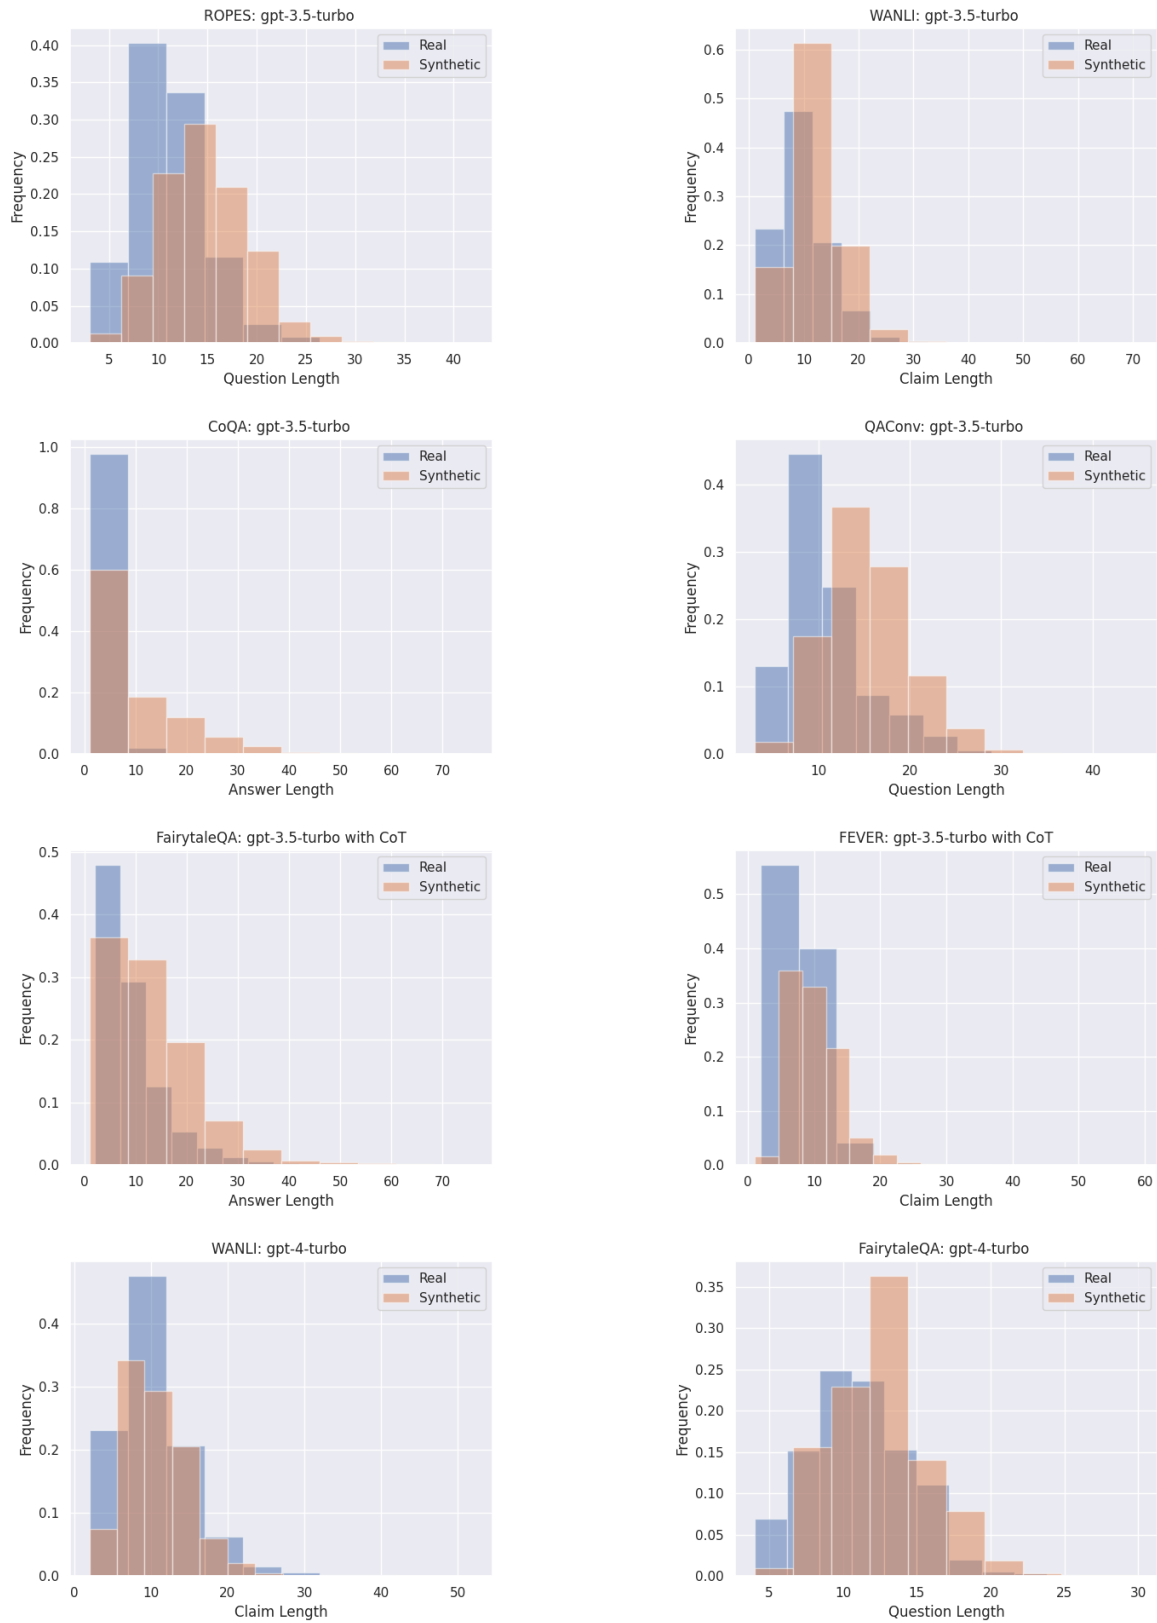 ROPES: gpt-3.5-turbo
Real
Synthetic
0.40
0.35
0.30
0.25
0.20
0.15
0.10
0.05
0.00
Frequency
5 10 15 20 25 30 35 40
Question Length
WANLI: gpt-3.5-turbo
Real
Synthetic
0.6
0.5
0.4
0.3
0.2
0.1
0.0
Frequency
0 10 20 30 40 50 60 70
Claim Length
CoQA: gpt-3.5-turbo
Real
Synthetic
1.0
0.8
0.6
0.4
0.2
0.0
Frequency
0 10 20 30 40 50 60 70
Answer Length
QAConv: gpt-3.5-turbo
Real
Synthetic
0.4
0.3
0.2
0.1
0.0
Frequency
10 20 30 40
Question Length
FairytaleQA: gpt-3.5-turbo with CoT
Real
Synthetic
0.5
0.4
0.3
0.2
0.1
0.0
Frequency
0 10 20 30 40 50 60 70
Answer Length
FEVER: gpt-3.5-turbo with CoT
Real
Synthetic
0.5
0.4
0.3
0.2
0.1
0.0
Frequency
0 10 20 30 40 50 60
Claim Length
WANLI: gpt-4-turbo
Real
Synthetic
0.4
0.3
0.2
0.1
0.0
Frequency
0 10 20 30 40 50
Claim Length
FairytaleQA: gpt-4-turbo
Real
Synthetic
0.35
0.30
0.25
0.20
0.15
0.10
0.05
0.00
Frequency
5 10 15 20 25 30
Question Length